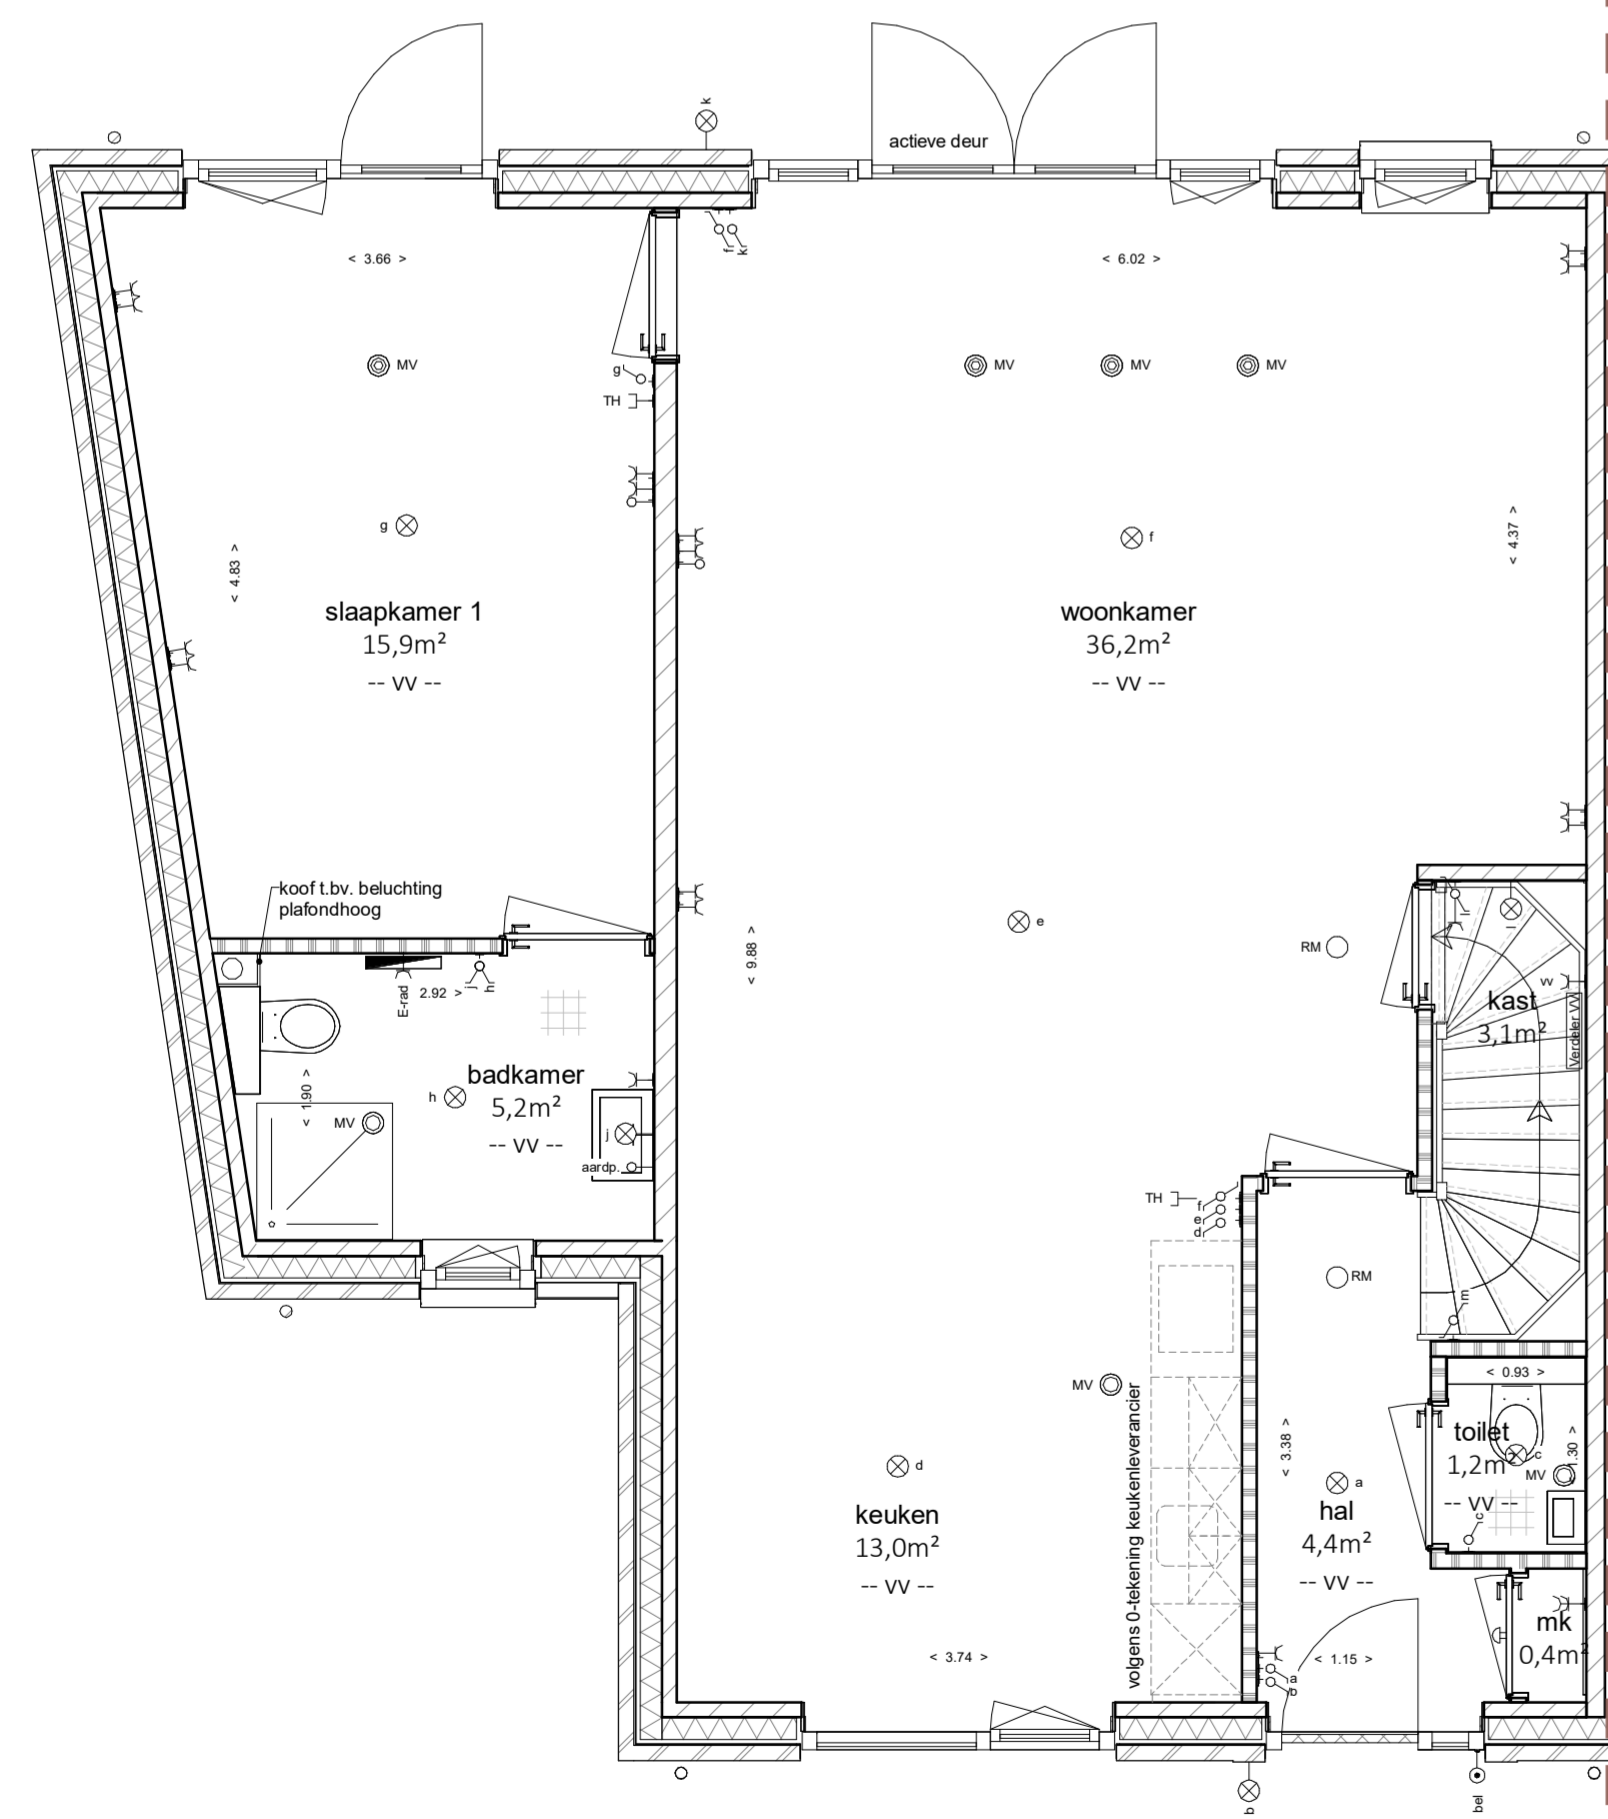 k
actieve deur
f
k
< 3.66 >
< 6.02 >
MV
MV
MV
MV
g
TH
g
f
< 4.83 >
< 4.37 >
slaapkamer 1
15,9m²
-- VV --
woonkamer
36,2m²
-- VV --
koof t.bv. beluchting
plafondhoog
e
RM
< 9.88 >
l
l
E-rad
2.92 >
j
h
vv
kast
3,1m²
Verdeler VV
< 1.90 >
MV
h
badkamer
5,2m²
-- VV --
j
aardp.
TH
f
e
d
RM
m
MV
volgens 0-tekening keukenleverancier
< 0.93 >
< 3.38 >
toilet
1,2m²
-- VV --
c
MV
< 1.30 >
c
d
keuken
13,0m²
-- VV --
a
hal
4,4m²
-- VV --
mk
0,4m²
< 3.74 >
< 1.15 >
a
b
b
bel